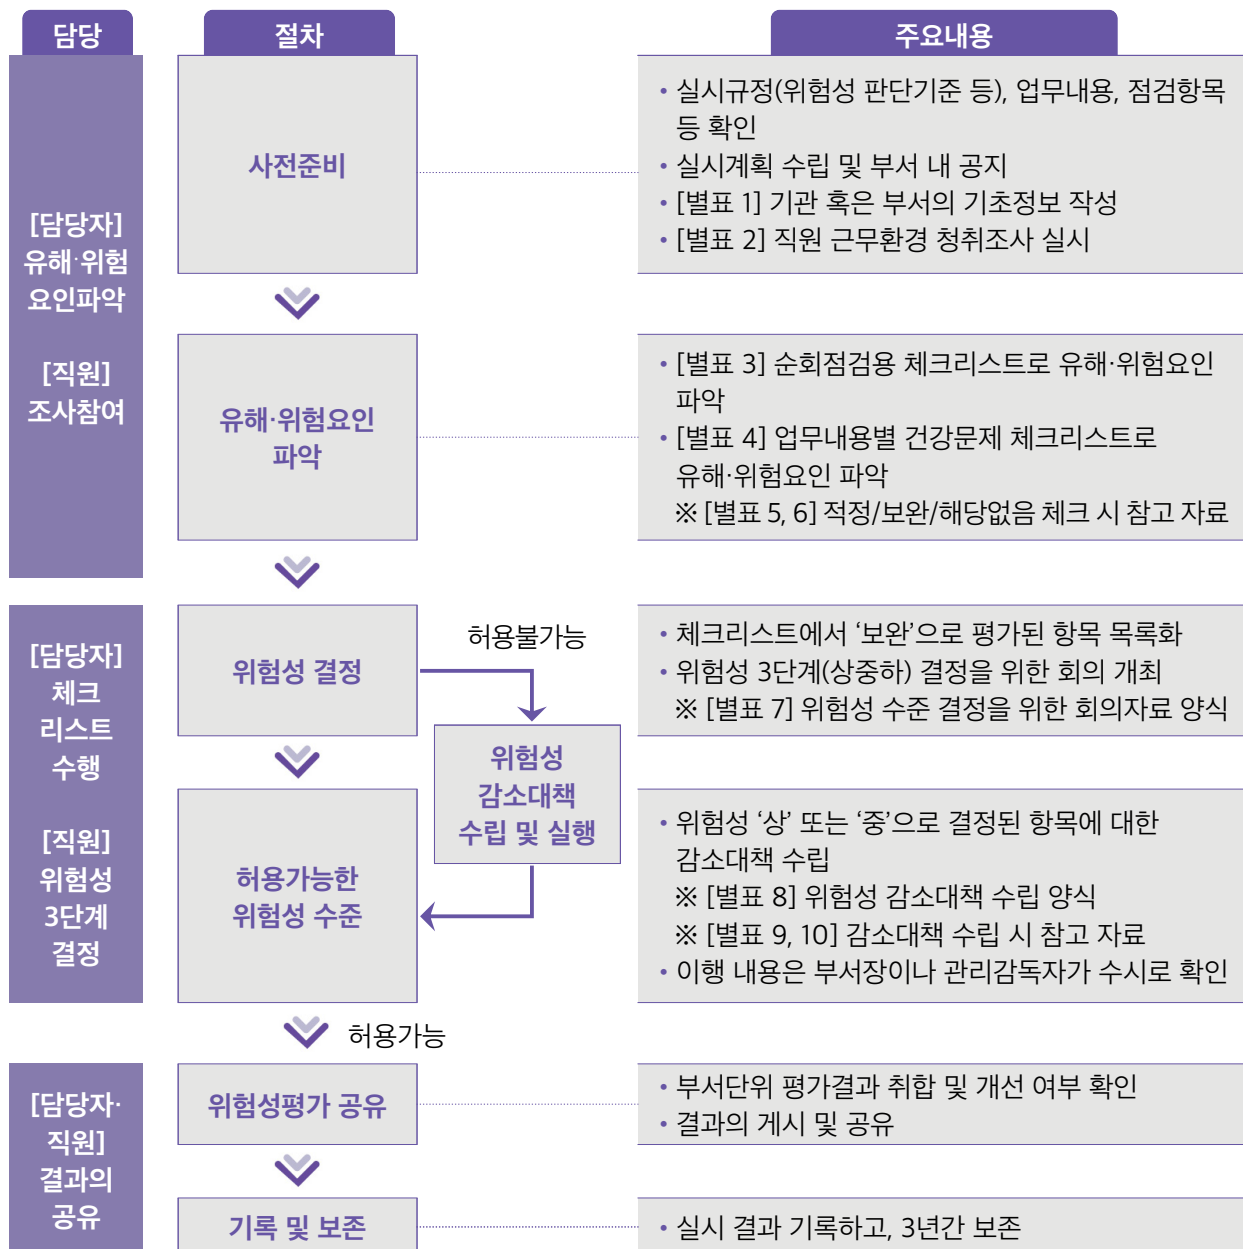 담당
절차
주요내용
[담당자]
유해·위험
요인파악
[직원]
조사참여
사전준비
• 실시규정(위험성 판단기준 등), 업무내용, 점검항목
등 확인
• 실시계획 수립 및 부서 내 공지
• [별표 1] 기관 혹은 부서의 기초정보 작성
• [별표 2] 직원 근무환경 청취조사 실시
유해·위험요인
파악
• [별표 3] 순회점검용 체크리스트로 유해·위험요인
파악
• [별표 4] 업무내용별 건강문제 체크리스트로
유해·위험요인 파악
※ [별표 5, 6] 적정/보완/해당없음 체크 시 참고 자료
[담당자]
체크
리스트
수행
[직원]
위험성
3단계
결정
위험성 결정
허용불가능
• 체크리스트에서 ‘보완’으로 평가된 항목 목록화
• 위험성 3단계(상중하) 결정을 위한 회의 개최
※ [별표 7] 위험성 수준 결정을 위한 회의자료 양식
위험성
감소대책
수립 및 실행
허용가능한
위험성 수준
• 위험성 ‘상’ 또는 ‘중’으로 결정된 항목에 대한
감소대책 수립
※ [별표 8] 위험성 감소대책 수립 양식
※ [별표 9, 10] 감소대책 수립 시 참고 자료
• 이행 내용은 부서장이나 관리감독자가 수시로 확인
허용가능
[담당자·
직원]
결과의
공유
위험성평가 공유
• 부서단위 평가결과 취합 및 개선 여부 확인
• 결과의 게시 및 공유
기록 및 보존
• 실시 결과 기록하고, 3년간 보존